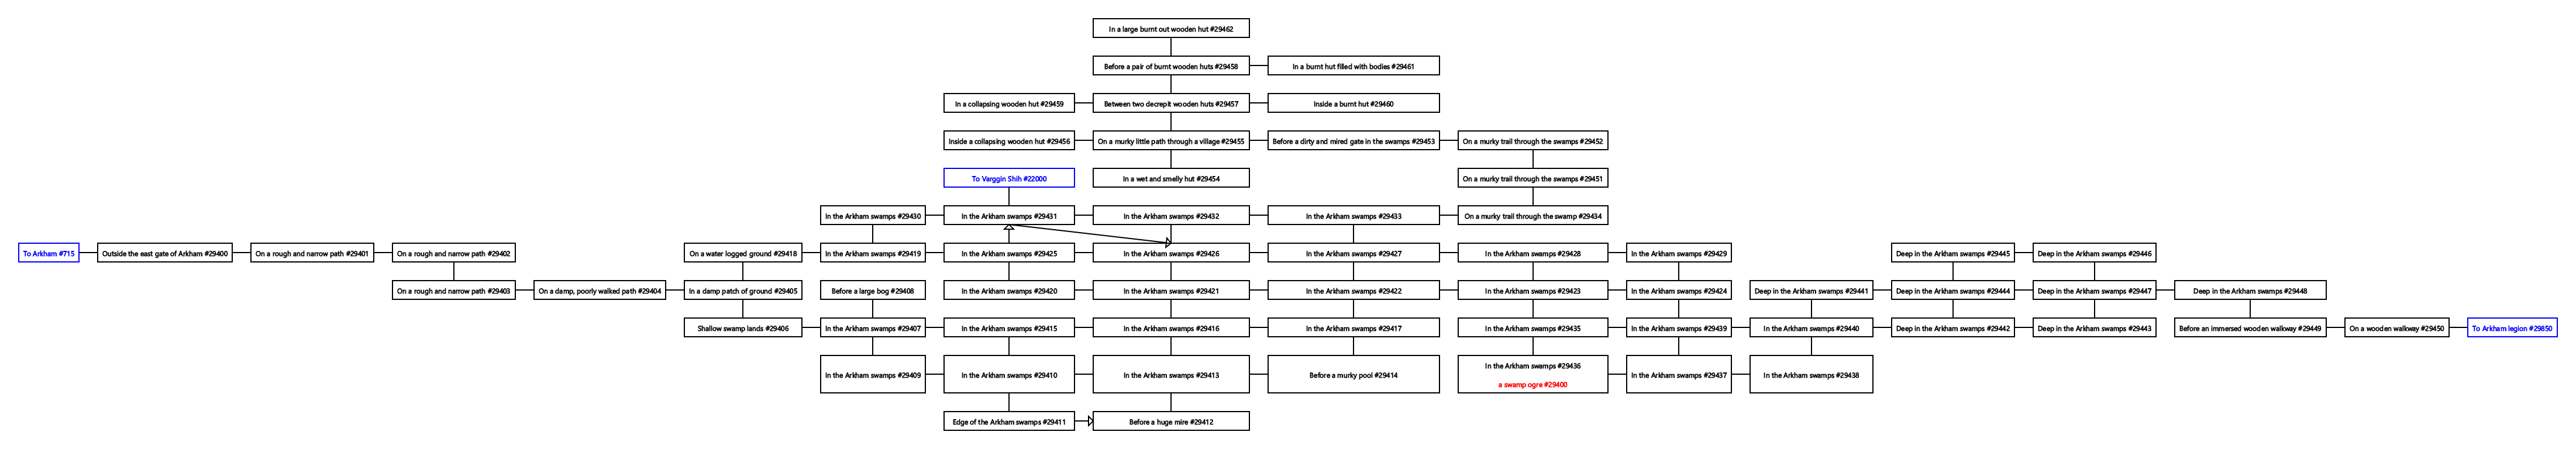 In a large burnt out wooden hut #29462
Before a pair of burnt wooden huts #29458
In a burnt hut filled with bodies #29461
In a collapsing wooden hut #29459
Between two decrepit wooden huts #29457
Inside a burnt hut #29460
Inside a collapsing wooden hut #29456
On a murky little path through a village #29455
Before a dirty and mired gate in the swamps #29453
On a murky trail through the swamps #29452
To Varggin Shih #22000
In a wet and smelly hut #29454
On a murky trail through the swamps #29451
In the Arkham swamps #29430
In the Arkham swamps #29431
In the Arkham swamps #29432
In the Arkham swamps #29433
On a murky trail through the swamp #29434
To Arkham #715
Outside the east gate of Arkham #29400
On a rough and narrow path #29401
On a rough and narrow path #29402
On a water logged ground #29418
In the Arkham swamps #29419
In the Arkham swamps #29425
In the Arkham swamps #29426
In the Arkham swamps #29427
In the Arkham swamps #29428
In the Arkham swamps #29429
Deep in the Arkham swamps #29445
Deep in the Arkham swamps #29446
On a rough and narrow path #29403
On a damp, poorly walked path #29404
In a damp patch of ground #29405
Before a large bog #29408
In the Arkham swamps #29420
In the Arkham swamps #29421
In the Arkham swamps #29422
In the Arkham swamps #29423
In the Arkham swamps #29424
Deep in the Arkham swamps #29441
Deep in the Arkham swamps #29444
Deep in the Arkham swamps #29447
Deep in the Arkham swamps #29448
Shallow swamp lands #29406
In the Arkham swamps #29407
In the Arkham swamps #29415
In the Arkham swamps #29416
In the Arkham swamps #29417
In the Arkham swamps #29435
In the Arkham swamps #29439
In the Arkham swamps #29440
Deep in the Arkham swamps #29442
Deep in the Arkham swamps #29443
Before an immersed wooden walkway #29449
On a wooden walkway #29450
To Arkham legion #29850
In the Arkham swamps #29409
In the Arkham swamps #29410
In the Arkham swamps #29413
Before a murky pool #29414
In the Arkham swamps #29436
a swamp ogre #29400
In the Arkham swamps #29437
In the Arkham swamps #29438
Edge of the Arkham swamps #29411
Before a huge mire #29412